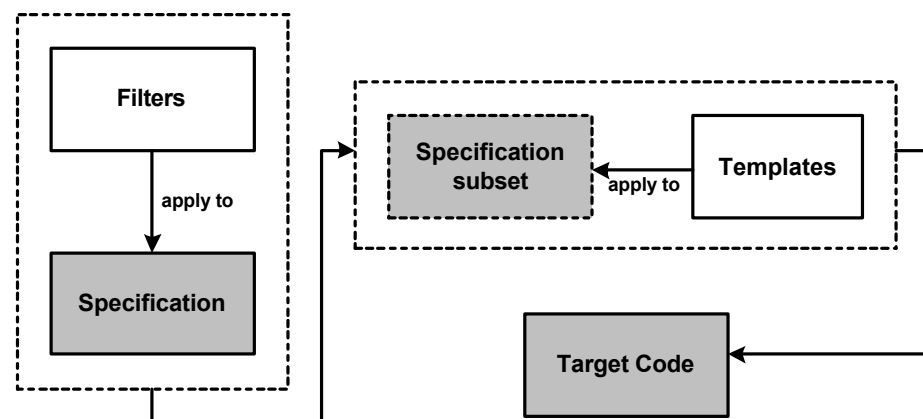 Filters
apply to
Specification
Specification
subset
apply to
Templates
Target Code